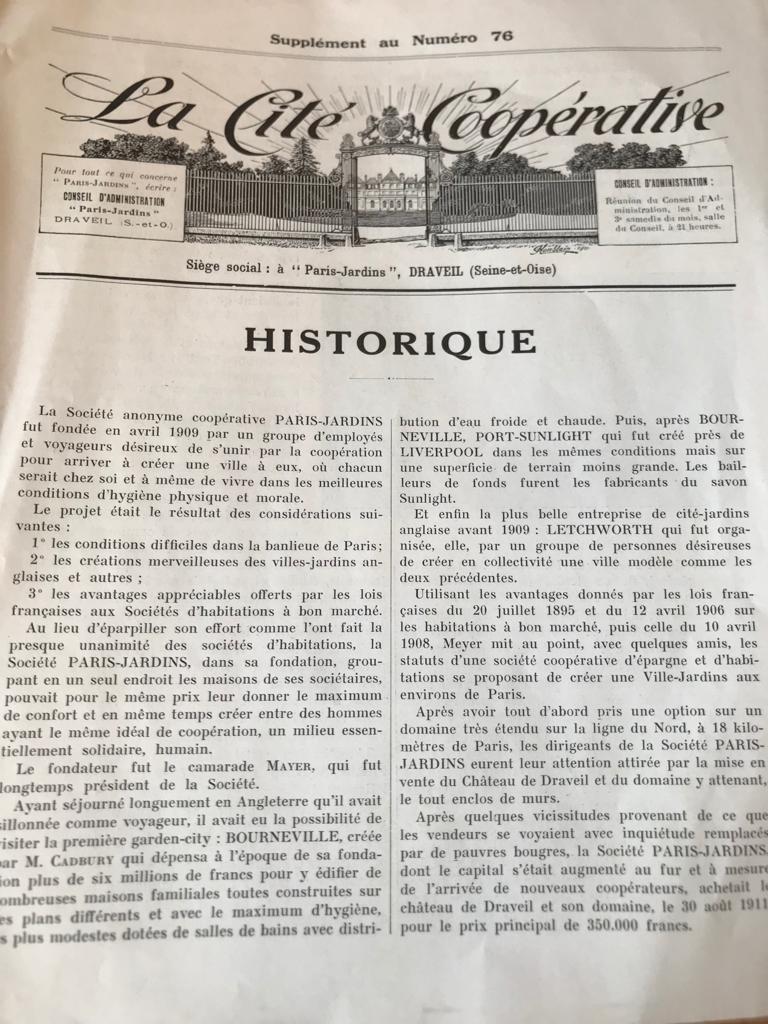 Supplément au Numéro 76
La Cité Coopérative
Pour tout ce qui concerne
“ PARIS-JARDINS ”, écrire :
CONSEIL D'ADMINISTRATION
“ Paris-Jardins ”
DRAVEIL (S.-et-O.)
CONSEIL D'ADMINISTRATION :
Réunion du Conseil d'Ad-
ministration, les 1er et
3e samedis du mois, salle
du Conseil, à 21 heures.
Siège social : à “ Paris-Jardins ”, DRAVEIL (Seine-et-Oise)
HISTORIQUE
La Société anonyme coopérative PARIS-JARDINS
fut fondée en avril 1909 par un groupe d'employés
et voyageurs désireux de s'unir par la coopération
pour arriver à créer une ville à eux, où chacun
serait chez soi et à même de vivre dans les meilleures
conditions d'hygiène physique et morale.
Le projet était le résultat des considérations sui-
vantes :
1° les conditions difficiles dans la banlieue de Paris;
2° les créations merveilleuses des villes-jardins an-
glaises et autres ;
3° les avantages appréciables offerts par les lois
françaises aux Sociétés d'habitations à bon marché.
Au lieu d'éparpiller son effort comme l'ont fait la
presque unanimité des sociétés d'habitations, la
Société PARIS-JARDINS, dans sa fondation, grou-
pant en un seul endroit les maisons de ses sociétaires,
pouvait pour le même prix leur donner le maximum
de confort et en même temps créer entre des hommes
ayant le même idéal de coopération, un milieu essen-
tiellement solidaire, humain.
Le fondateur fut le camarade MAYER, qui fut
longtemps président de la Société.
Ayant séjourné longuement en Angleterre qu'il avait
sillonnée comme voyageur, il avait eu la possibilité de
visiter la première garden-city : BOURNEVILLE, créée
par M. CADBURY qui dépensa à l'époque de sa fonda-
ion plus de six millions de francs pour y édifier de
ombreuses maisons familiales toutes construites sur
es plans différents et avec le maximum d'hygiène,
s plus modestes dotées de salles de bains avec distri-
bution d'eau froide et chaude. Puis, après BOUR-
NEVILLE, PORT-SUNLIGHT qui fut créé près de
LIVERPOOL dans les mêmes conditions mais sur
une superficie de terrain moins grande. Les bail-
leurs de fonds furent les fabricants du savon
Sunlight.
Et enfin la plus belle entreprise de cité-jardins
anglaise avant 1909 : LETCHWORTH qui fut orga-
nisée, elle, par un groupe de personnes désireuses
de créer en collectivité une ville modèle comme les
deux précédentes.
Utilisant les avantages donnés par les lois fran-
çaises du 20 juillet 1895 et du 12 avril 1906 sur
les habitations à bon marché, puis celle du 10 avril
1908, Meyer mit au point, avec quelques amis, les
statuts d'une société coopérative d'épargne et d'habi-
tations se proposant de créer une Ville-Jardins aux
environs de Paris.
Après avoir tout d'abord pris une option sur un
domaine très étendu sur la ligne du Nord, à 18 kilo-
mètres de Paris, les dirigeants de la Société PARIS-
JARDINS eurent leur attention attirée par la mise en
vente du Château de Draveil et du domaine y attenant,
le tout enclos de murs.
Après quelques vicissitudes provenant de ce que
les vendeurs se voyaient avec inquiétude remplacés
par de pauvres bougres, la Société PARIS-JARDINS,
dont le capital s'était augmenté au fur et à mesure
de l'arrivée de nouveaux coopérateurs, achetait le
château de Draveil et son domaine, le 30 août 1911
pour le prix principal de 350.000 francs.